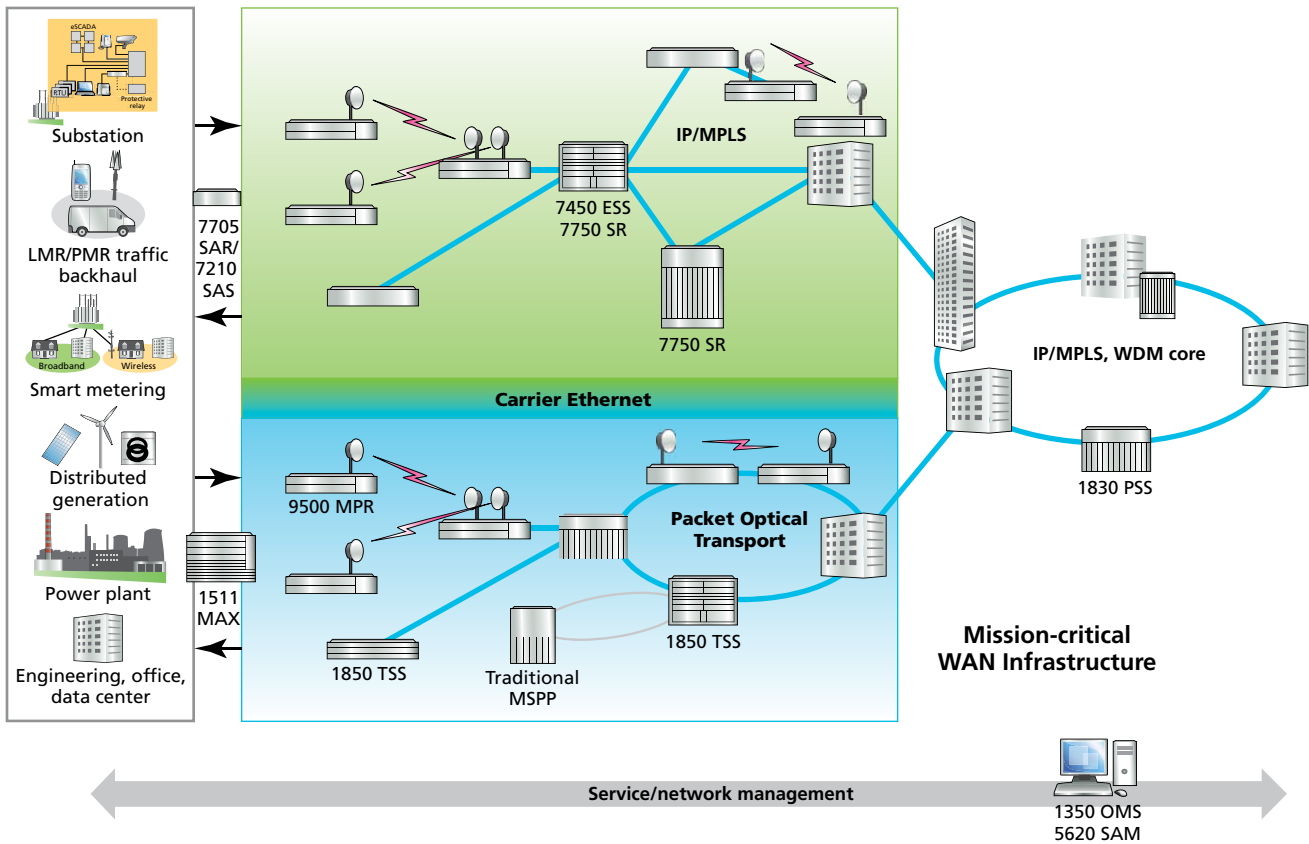 eSCADA
RTU
Protective
relay
Substation
LMR/PMR traffic
backhaul
Broadband
Wireless
Smart metering
Distributed
generation
Power plant
Engineering, office,
data center
7705
SAR/
7210
SAS
1511
MAX
IP/MPLS
7450 ESS
7750 SR
7750 SR
Carrier Ethernet
9500 MPR
Packet Optical
Transport
1850 TSS
1850 TSS
Traditional
MSPP
IP/MPLS, WDM core
1830 PSS
Mission-critical
WAN Infrastructure
Service/network management
1350 OMS
5620 SAM